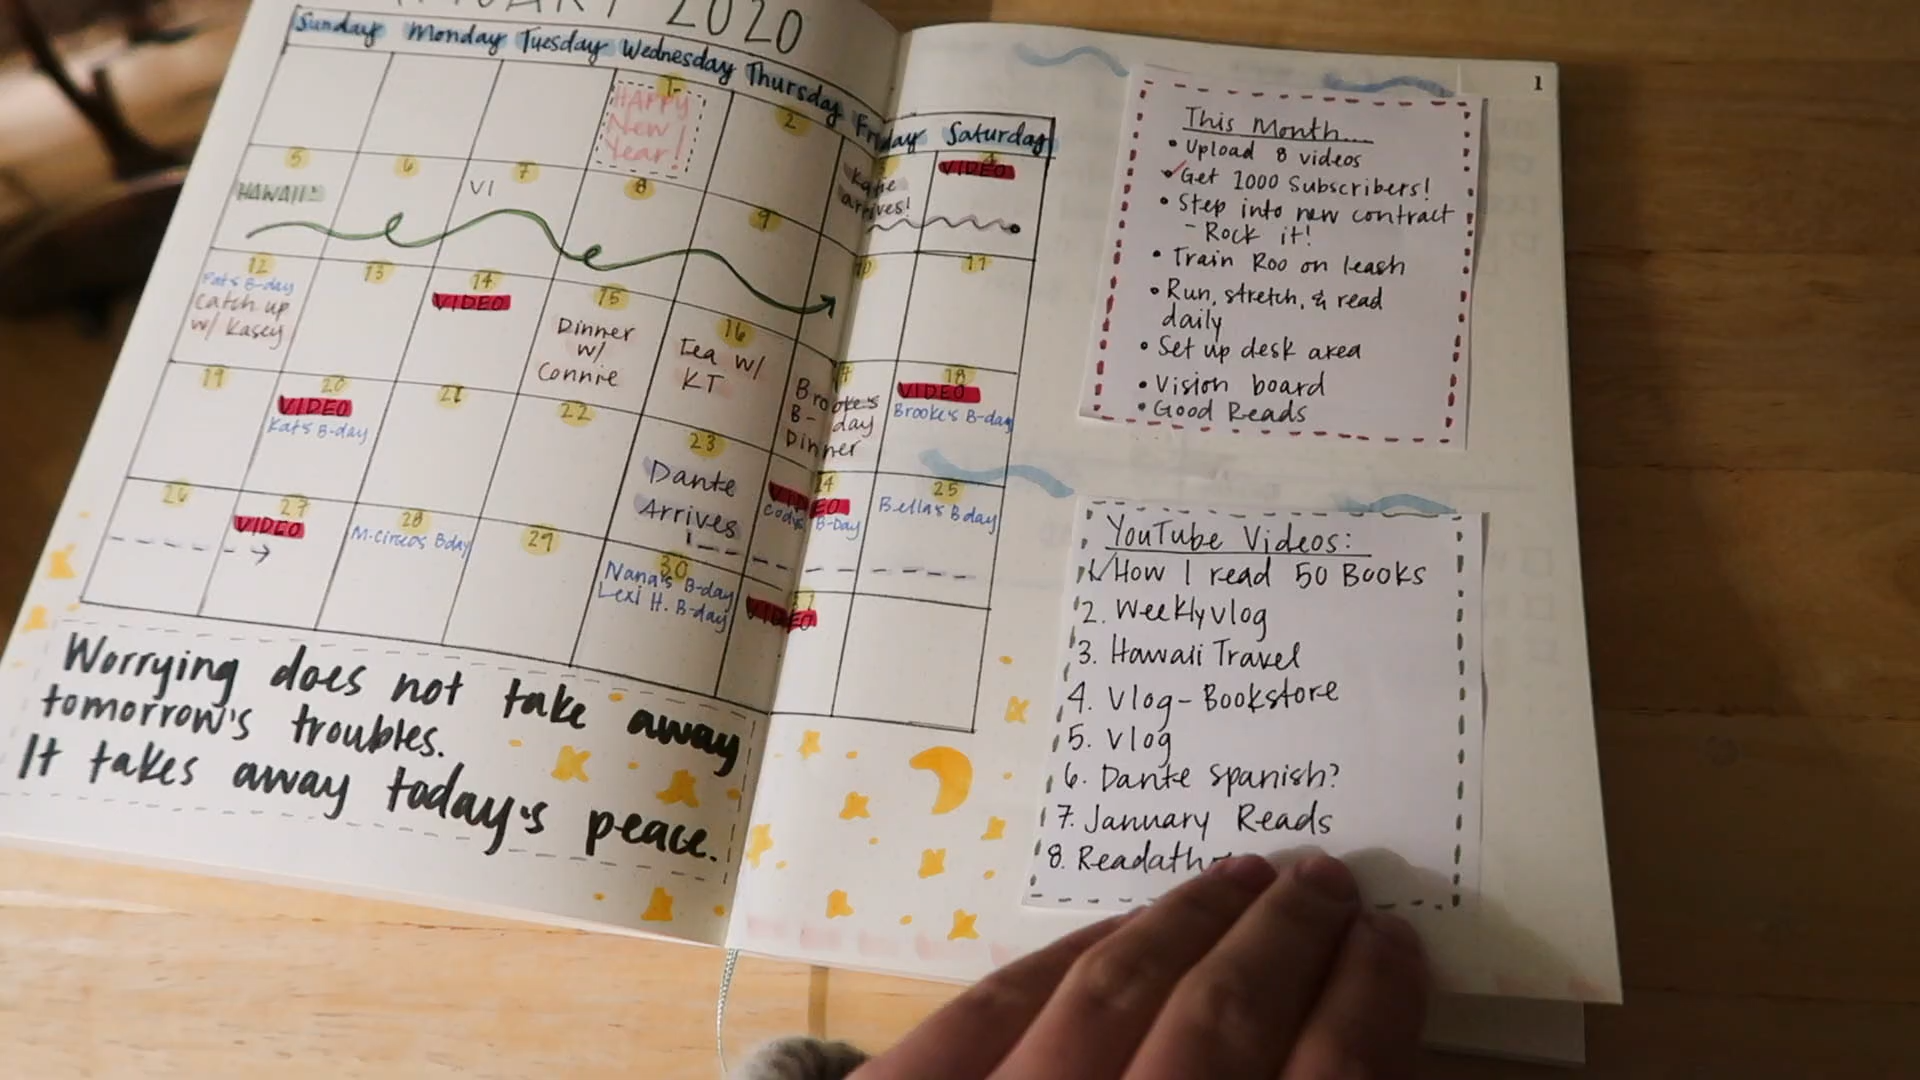 2020
Sunday Monday Tuesday Wednesday Thursday Friday Saturday
1
HAPPY
New
Year!
2
Katie
arrives!
4
VIDEO
5
HAWAII
6
7
VI
8
9
10
11
12
Pat's B-day
catch up
w/ Kasey
13
14
VIDEO
15
Dinner
w/
Connie
16
Tea w/
KT
17
Brooke's
B-day
Dinner
18
VIDEO
Brooke's B-day
19
20
VIDEO
Kat's B-day
21
22
23
Dante
Arrives
24
VIDEO
Cody's B-Day
25
Bella's B day
26
27
VIDEO
28
M.Circeos Bday
29
30
Nana's B-day
Lexi H. B-day
VIDEO
Worrying does not take away
tomorrow's troubles.
It takes away today's peace.
1
This Month...
• Upload 8 videos
• Get 1000 Subscribers!
• Step into new contract
- Rock it!
• Train Roo on leash
• Run, stretch, & read
daily
• Set up desk area
• Vision board
• Good Reads
YouTube Videos:
1. How I read 50 Books
2. Weekly vlog
3. Hawaii Travel
4. Vlog - Bookstore
5. Vlog
6. Dante Spanish?
7. January Reads
8. Readath